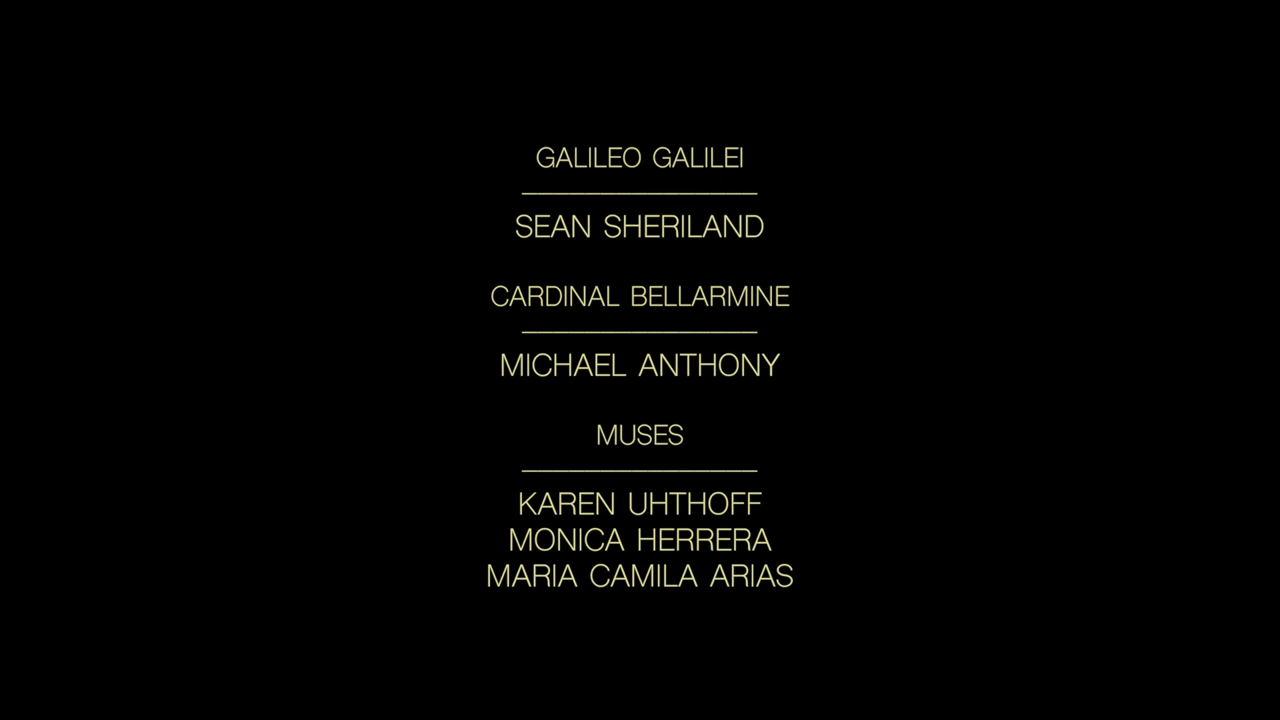 GALILEO GALILEI
SEAN SHERILAND
CARDINAL BELLARMINE
MICHAEL ANTHONY
MUSES
KAREN UHTHOFF
MONICA HERRERA
MARIA CAMILA ARIAS